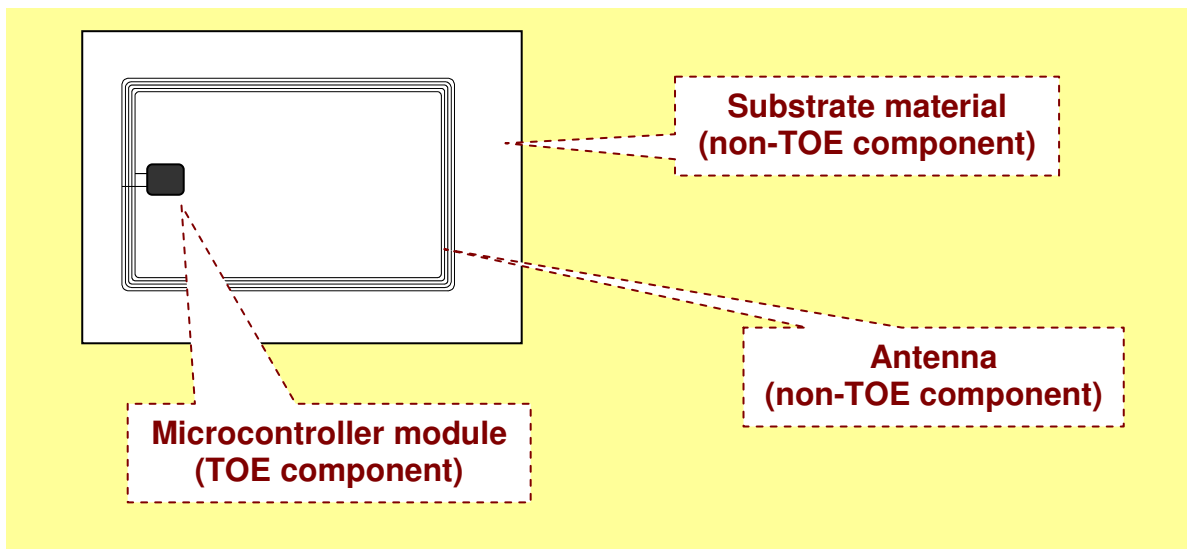 Substrate material
(non-TOE component)
Antenna
(non-TOE component)
Microcontroller module
(TOE component)